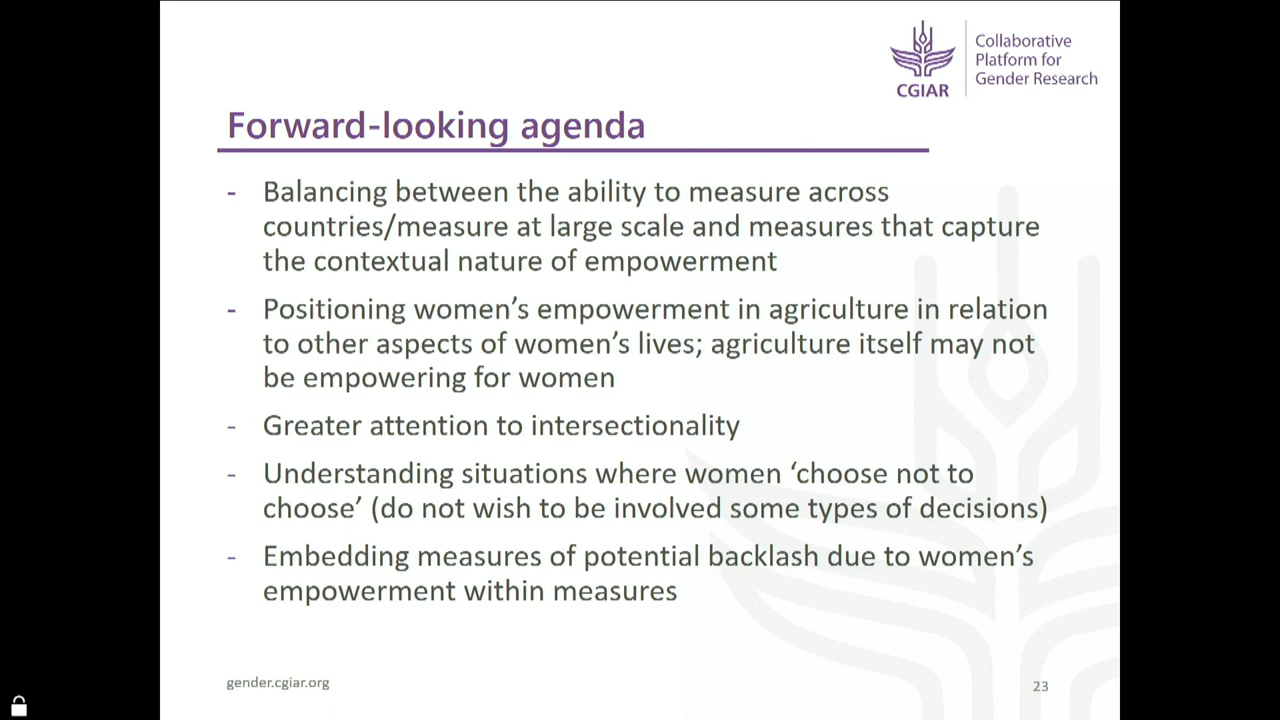 CGIAR
Collaborative
Platform for
Gender Research
Forward-looking agenda
- Balancing between the ability to measure across
countries/measure at large scale and measures that capture
the contextual nature of empowerment
- Positioning women’s empowerment in agriculture in relation
to other aspects of women’s lives; agriculture itself may not
be empowering for women
- Greater attention to intersectionality
- Understanding situations where women ‘choose not to
choose’ (do not wish to be involved some types of decisions)
- Embedding measures of potential backlash due to women’s
empowerment within measures
gender.cgiar.org
23